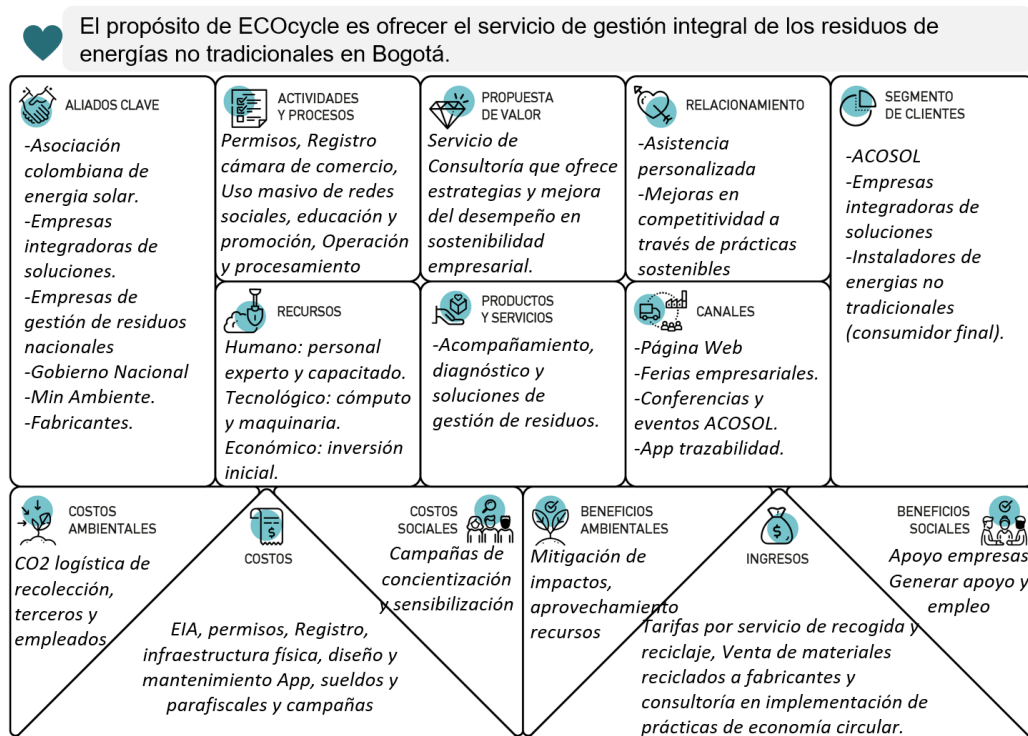 El propósito de ECOcycle es ofrecer el servicio de gestión integral de los residuos de
energías no tradicionales en Bogotá.
ALIADOS CLAVE
-Asociación
colombiana de
energia solar.
-Empresas
integradoras de
soluciones.
-Empresas de
gestión de residuos
nacionales
-Gobierno Nacional
-Min Ambiente.
-Fabricantes.
ACTIVIDADES
Y PROCESOS
Permisos, Registro
cámara de comercio,
Uso masivo de redes
sociales, educación y
promoción, Operación
y procesamiento
RECURSOS
Humano: personal
experto y capacitado.
Tecnológico: cómputo
y maquinaria.
Económico: inversión
inicial.
PROPUESTA
DE VALOR
Servicio de
Consultoría que ofrece
estrategias y mejora
del desempeño en
sostenibilidad
empresarial.
PRODUCTOS
Y SERVICIOS
-Acompañamiento,
diagnóstico y
soluciones de
gestión de residuos.
RELACIONAMIENTO
-Asistencia
personalizada
-Mejoras en
competitividad a
través de prácticas
sostenibles
CANALES
-Página Web
-Ferias empresariales.
-Conferencias y
eventos ACOSOL.
-App trazabilidad.
SEGMENTO
DE CLIENTES
-ACOSOL
-Empresas
integradoras de
soluciones
-Instaladores de
energias no
tradicionales
(consumidor final).
COSTOS
AMBIENTALES
CO2 logística de
recolección,
terceros y
empleados
COSTOS
EIA, permisos, Registro,
infraestructura física, diseño y
mantenimiento App, sueldos y
parafiscales y campañas
COSTOS
SOCIALES
Campañas de
concientización
y sensibilización
BENEFICIOS
AMBIENTALES
Mitigación de
impactos,
aprovechamiento
recursos
INGRESOS
Tarifas por servicio de recogida y
reciclaje, Venta de materiales
reciclados a fabricantes y
consultoría en implementación de
prácticas de economía circular.
BENEFICIOS
SOCIALES
Apoyo empresas
Generar apoyo y
empleo